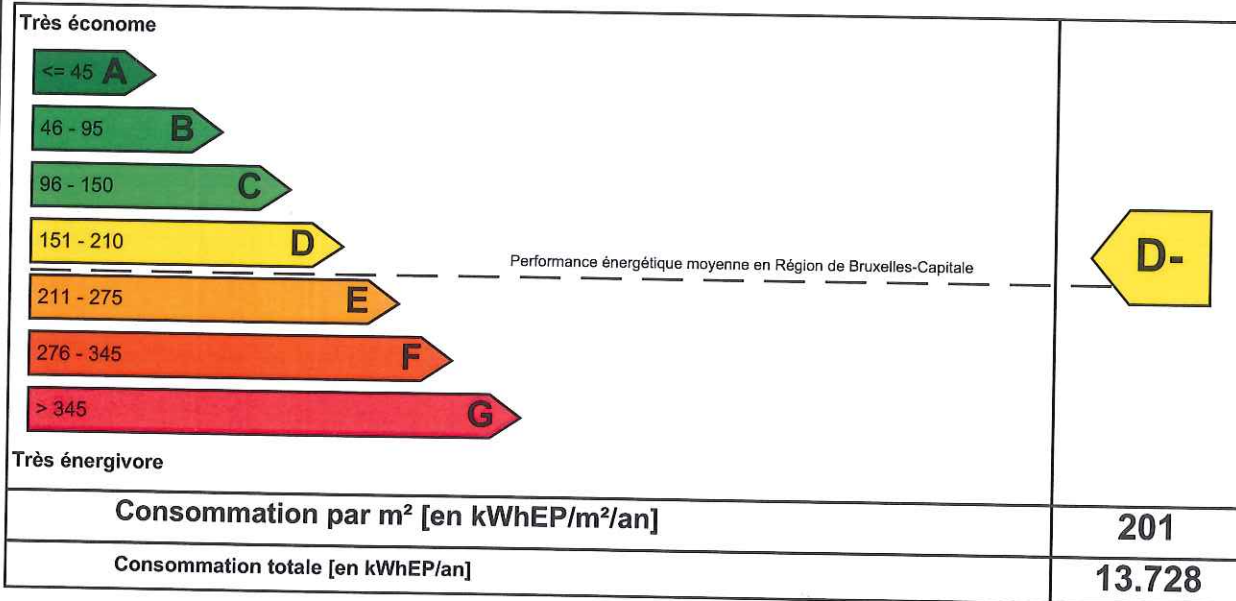 Très économe
<= 45 A
46 - 95 B
96 - 150 C
151 - 210 D
Performance énergétique moyenne en Région de Bruxelles-Capitale
D-
211 - 275 E
276 - 345 F
> 345 G
Très énergivore
Consommation par m² [en kWhEP/m²/an] 201
Consommation totale [en kWhEP/an] 13.728